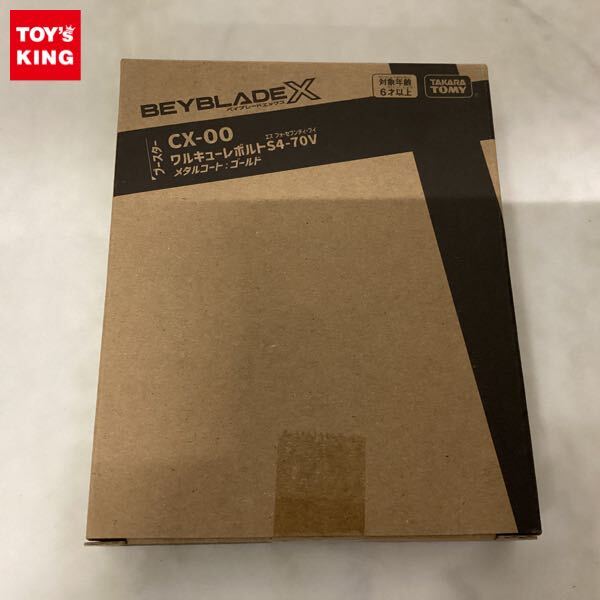 TOY'S
KING
BEYBLADE X
ベイブレードエックス
対象年齢
6才以上
TAKARA
TOMY
ブースター
CX-00
エス フォーセブンティ・ブイ
ワルキューレボルトS4-70V
メタルコート：ゴールド